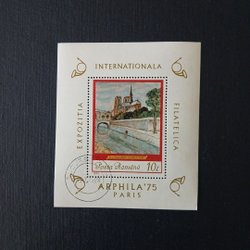 INTERNATIONALA
EXPOZITIA
FILATELICA
Posta Romana 10L
ARPHILA'75
PARIS